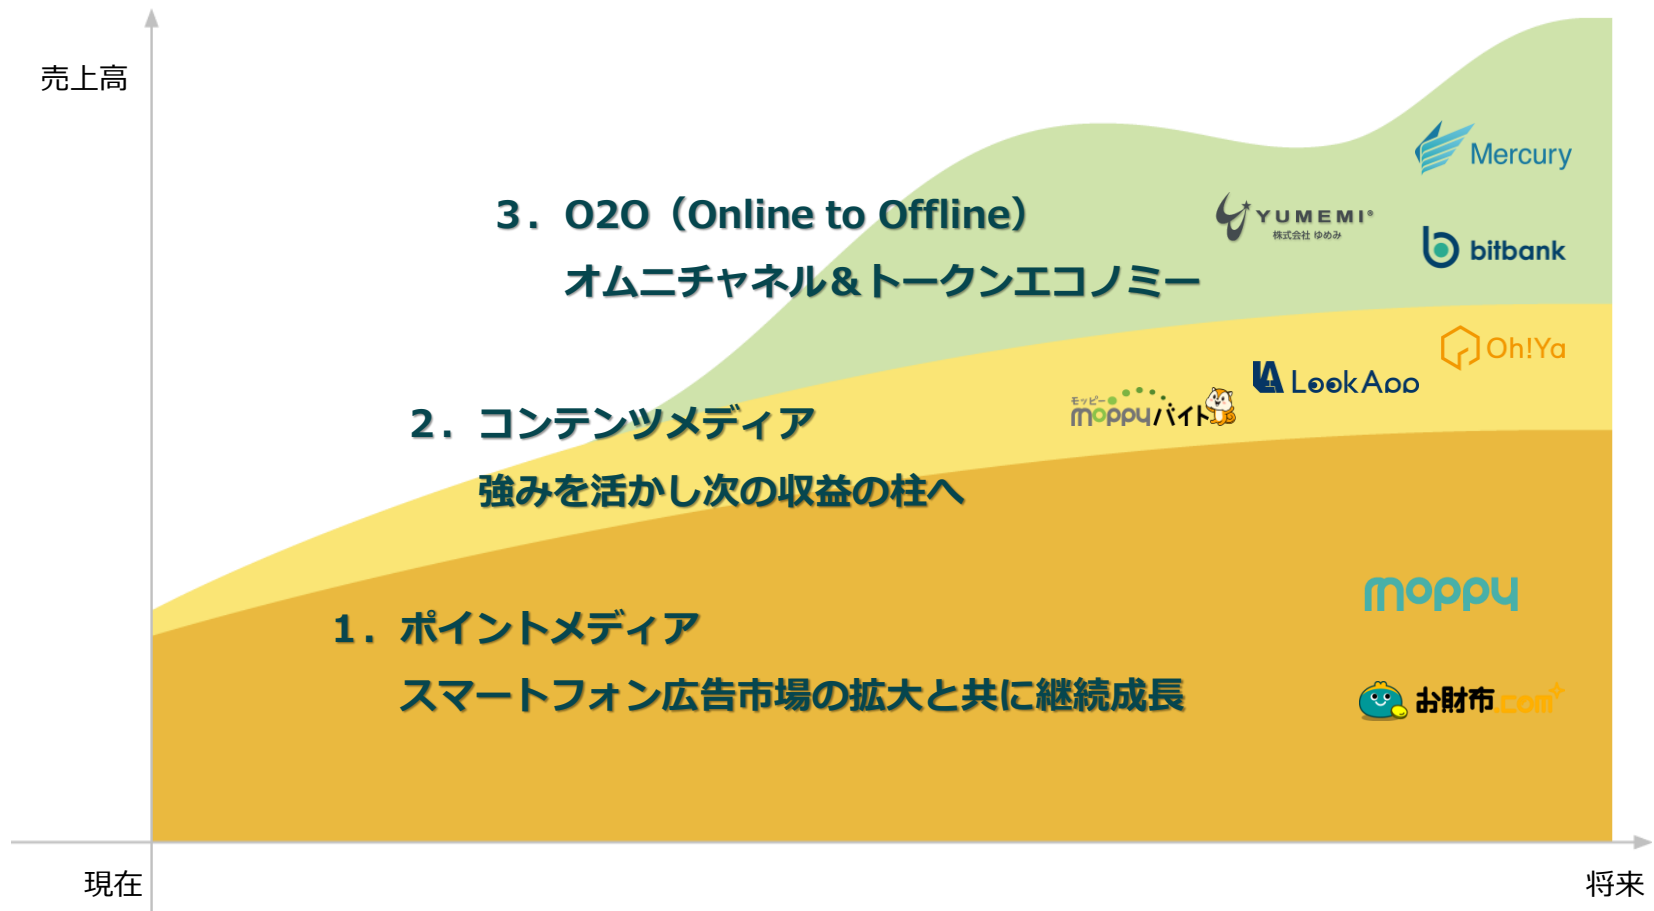 売上高
３．O2O（Online to Offline）
オムニチャネル＆トークンエコノミー
Mercury
YUMEMI®
株式会社 ゆめみ
bitbank
２．コンテンツメディア
強みを活かし次の収益の柱へ
Oh!Ya
LA LookApp
モッピー
moppyバイト
１．ポイントメディア
スマートフォン広告市場の拡大と共に継続成長
moppy
お財布.com
現在
将来